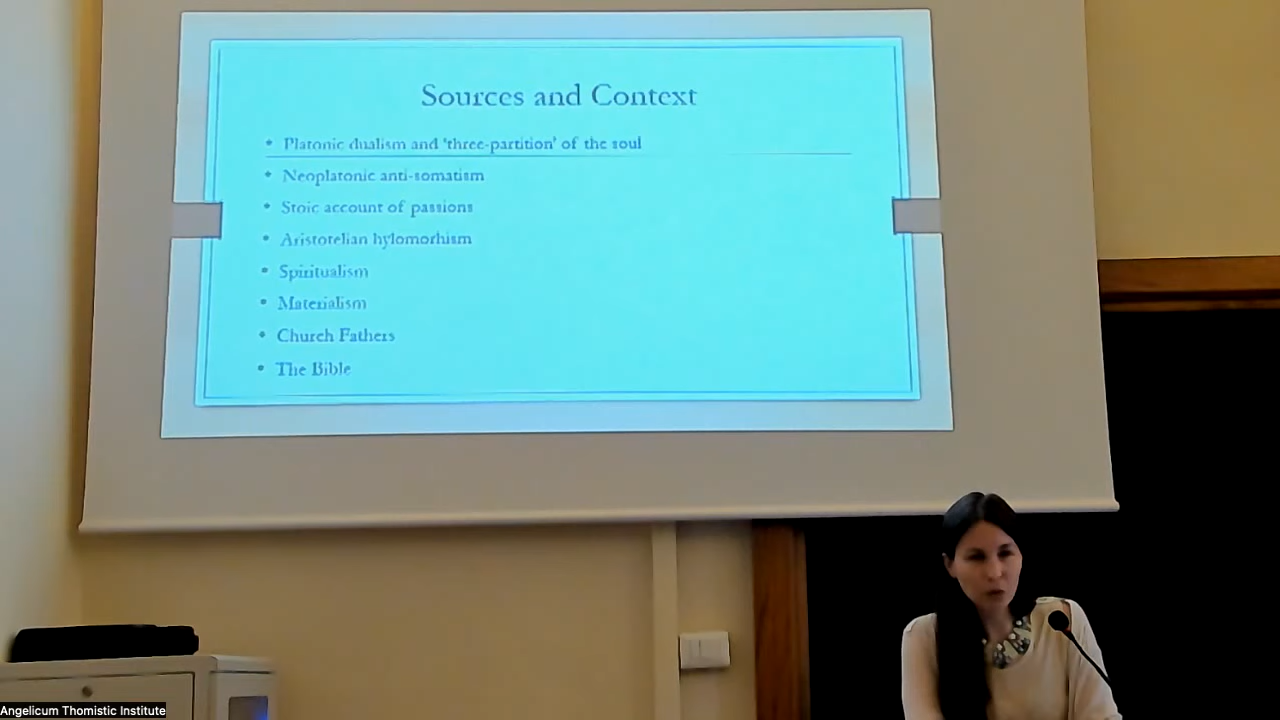 Sources and Context
• Platonic dualism and 'three-partition' of the soul
• Neoplatonic anti-somatism
• Stoic account of passions
• Aristotelian hylomorhism
• Spiritualism
• Materialism
• Church Fathers
• The Bible
Angelicum Thomistic Institute